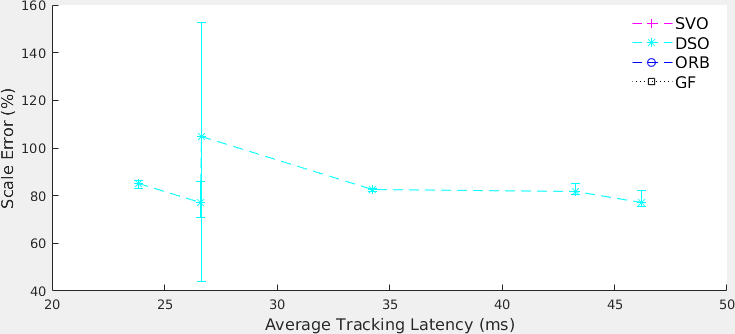 160
140
120
100
80
60
40
Scale Error (%)
20 25 30 35 40 45 50
Average Tracking Latency (ms)
SVO
DSO
ORB
GF